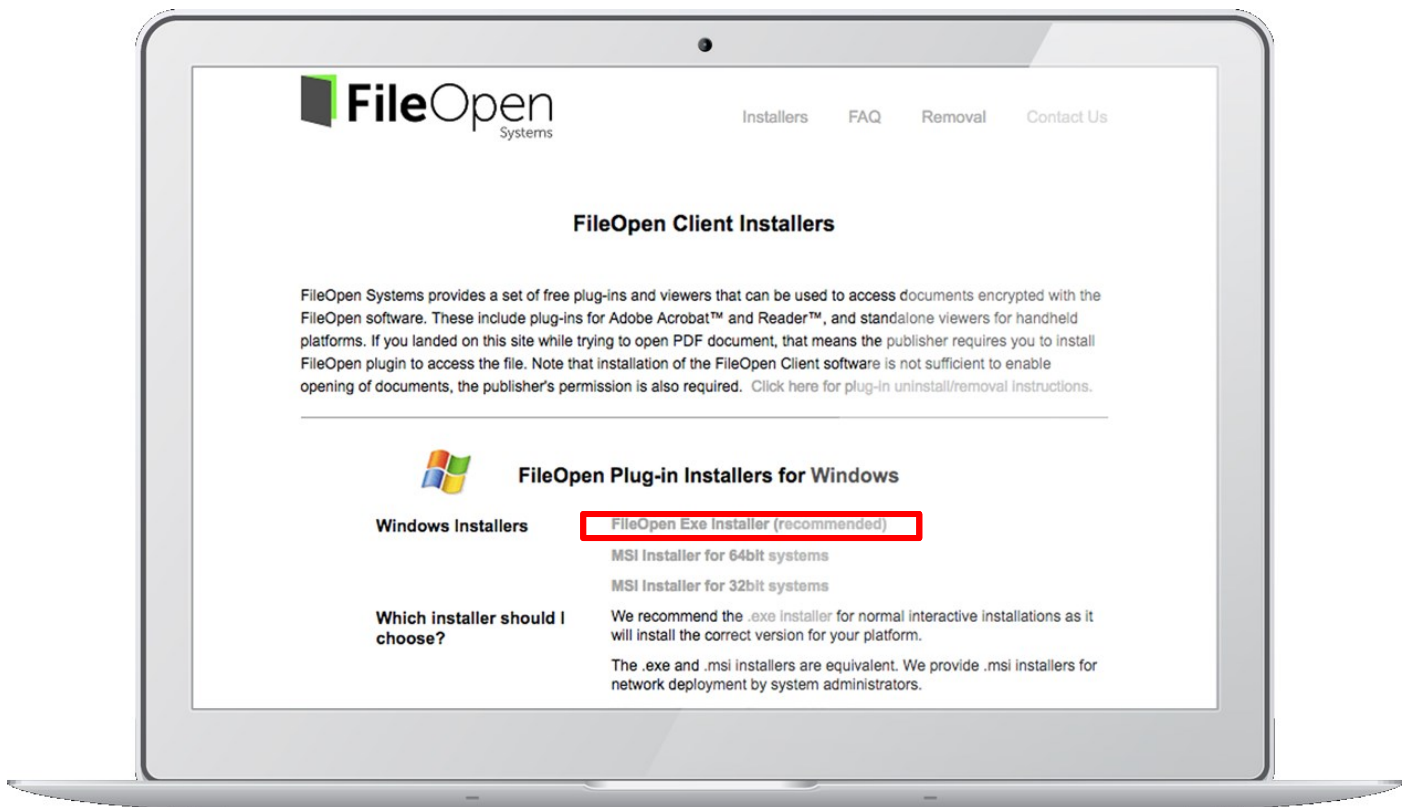 FileOpen
Systems
Installers FAQ Removal Contact Us
FileOpen Client Installers
FileOpen Systems provides a set of free plug-ins and viewers that can be used to access documents encrypted with the
FileOpen software. These include plug-ins for Adobe Acrobat™ and Reader™, and standalone viewers for handheld
platforms. If you landed on this site while trying to open PDF document, that means the publisher requires you to install
FileOpen plugin to access the file. Note that installation of the FileOpen Client software is not sufficient to enable
opening of documents, the publisher's permission is also required. Click here for plug-in uninstall/removal instructions.
FileOpen Plug-in Installers for Windows
Windows Installers
FileOpen Exe Installer (recommended)
MSI Installer for 64bit systems
MSI Installer for 32bit systems
Which installer should I
choose?
We recommend the .exe installer for normal interactive installations as it
will install the correct version for your platform.
The .exe and .msi installers are equivalent. We provide .msi installers for
network deployment by system administrators.